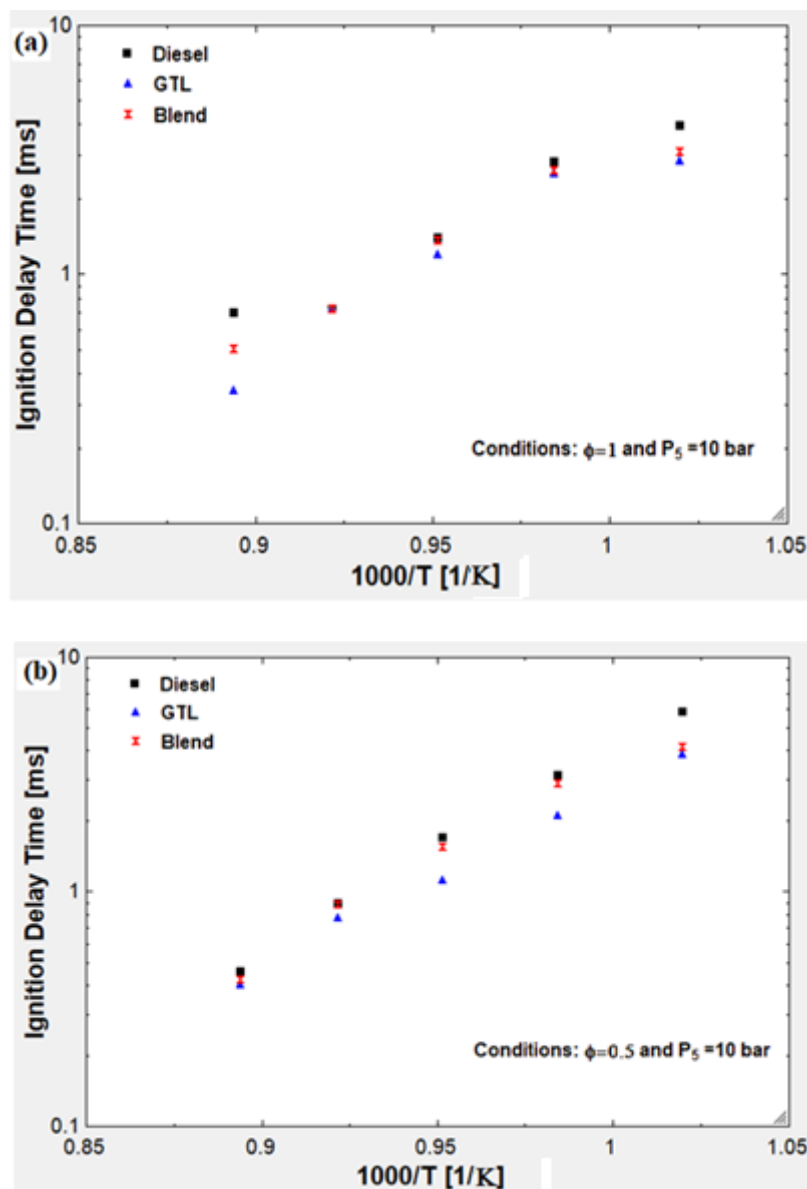 (a)
10
Diesel
GTL
Blend
Ignition Delay Time [ms]
1
Conditions: ϕ=1 and P₅ =10 bar
0.1
0.85
0.9
0.95
1
1.05
1000/T [1/K]
(b)
10
Diesel
GTL
Blend
Ignition Delay Time [ms]
1
Conditions: ϕ=0.5 and P₅ =10 bar
0.1
0.85
0.9
0.95
1
1.05
1000/T [1/K]